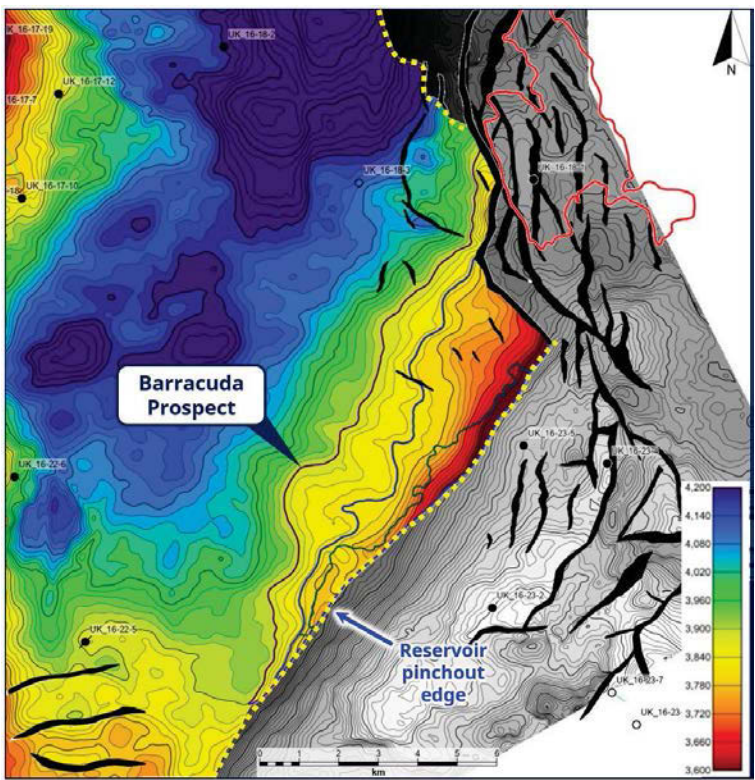 UK_16-17-19
UK_16-18-2
UK_16-17-12
16-17-7
N
UK_16-18-1
UK_16-18-3
-18
UK_16-17-10
Barracuda
Prospect
UK_16-23-5
UK_16-22-6
4,200
4,140
4,080
4,020
3,960
3,900
3,840
3,780
3,720
3,660
3,600
UK_16-23-2
UK_16-22-5
Reservoir
pinchout
edge
UK_16-23-7
UK_16-23-
0 1 2 3 4 5 6
km